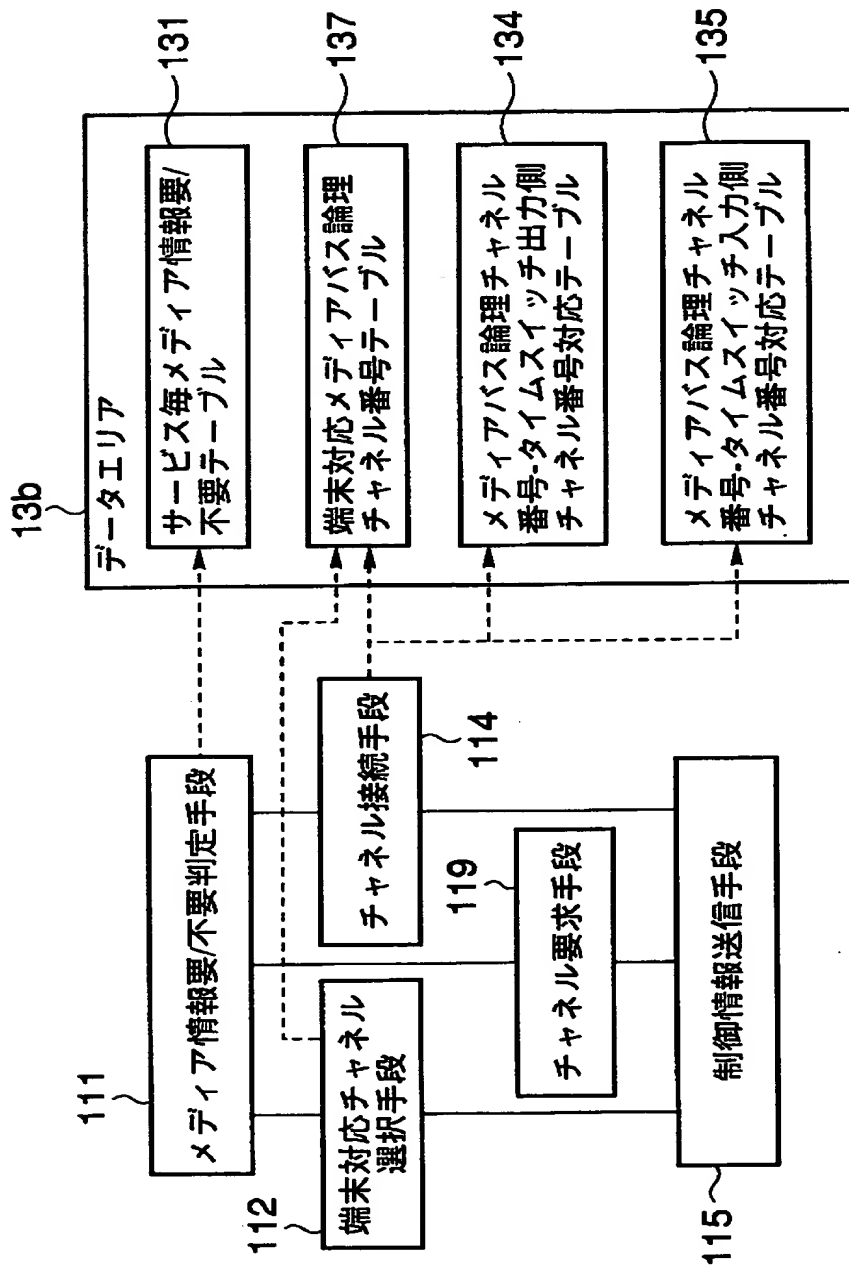 13b
データエリア
サービス毎メディア情報要/
不要テーブル
131
端末対応メディアバス論理
チャネル番号テーブル
137
メディアバス論理チャネル
番号-タイムスイッチ出力側
チャネル番号対応テーブル
134
メディアバス論理チャネル
番号-タイムスイッチ入力側
チャネル番号対応テーブル
135
111
メディア情報要/不要判定手段
112
端末対応チャネル
選択手段
チャネル接続手段
114
119
チャネル要求手段
制御情報送信手段
115